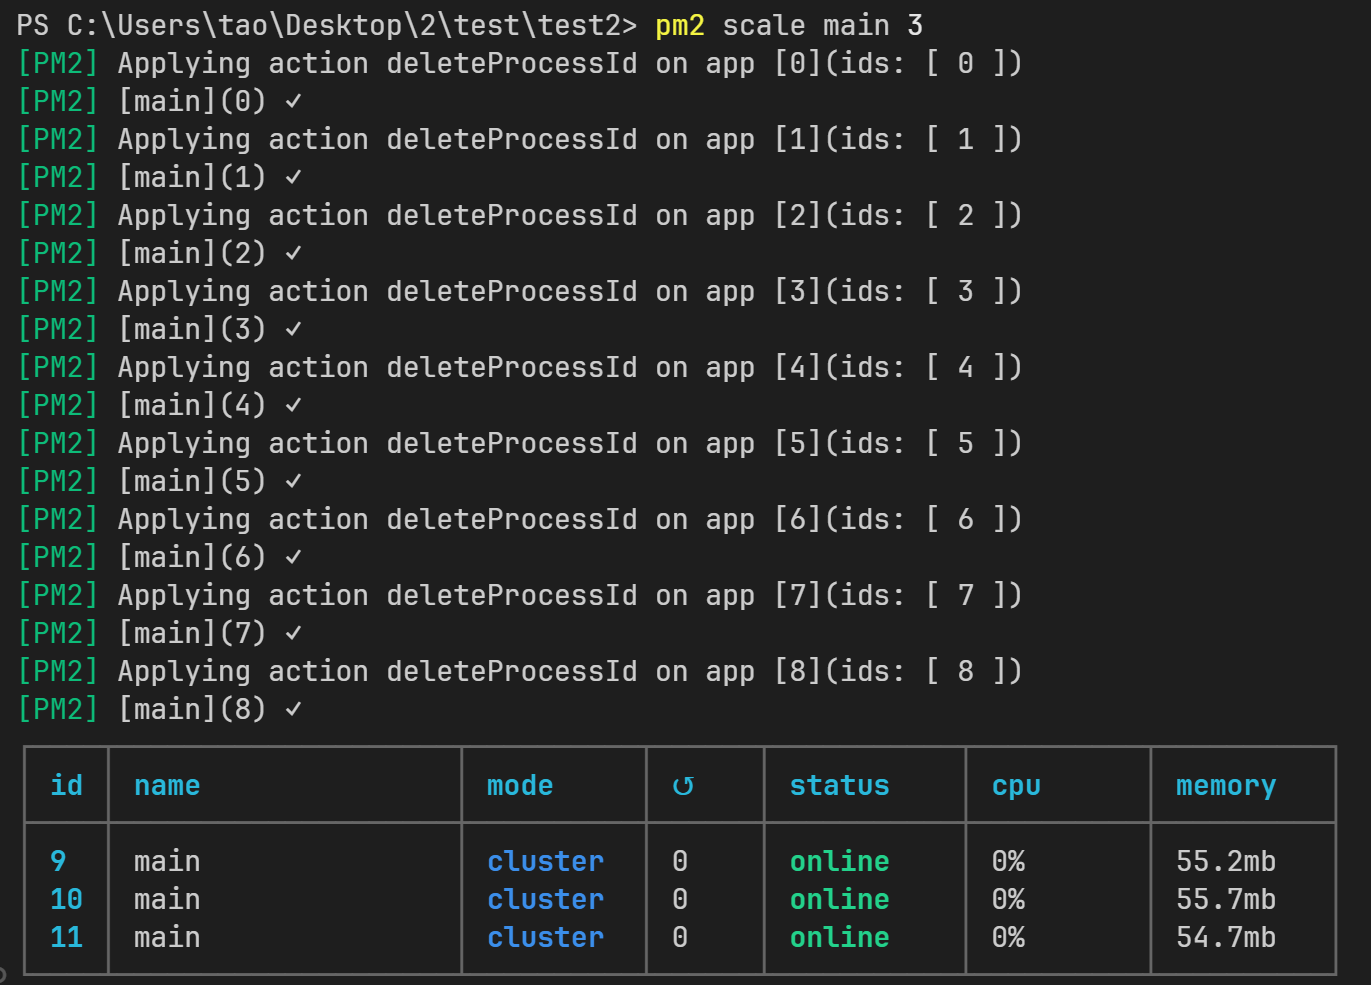 PS C:\Users\tao\Desktop\2\test\test2> pm2 scale main 3
[PM2] Applying action deleteProcessId on app [0](ids: [ 0 ])
[PM2] [main](0) ✓
[PM2] Applying action deleteProcessId on app [1](ids: [ 1 ])
[PM2] [main](1) ✓
[PM2] Applying action deleteProcessId on app [2](ids: [ 2 ])
[PM2] [main](2) ✓
[PM2] Applying action deleteProcessId on app [3](ids: [ 3 ])
[PM2] [main](3) ✓
[PM2] Applying action deleteProcessId on app [4](ids: [ 4 ])
[PM2] [main](4) ✓
[PM2] Applying action deleteProcessId on app [5](ids: [ 5 ])
[PM2] [main](5) ✓
[PM2] Applying action deleteProcessId on app [6](ids: [ 6 ])
[PM2] [main](6) ✓
[PM2] Applying action deleteProcessId on app [7](ids: [ 7 ])
[PM2] [main](7) ✓
[PM2] Applying action deleteProcessId on app [8](ids: [ 8 ])
[PM2] [main](8) ✓
id name mode ↺ status cpu memory
9 main cluster 0 online 0% 55.2mb
10 main cluster 0 online 0% 55.7mb
11 main cluster 0 online 0% 54.7mb